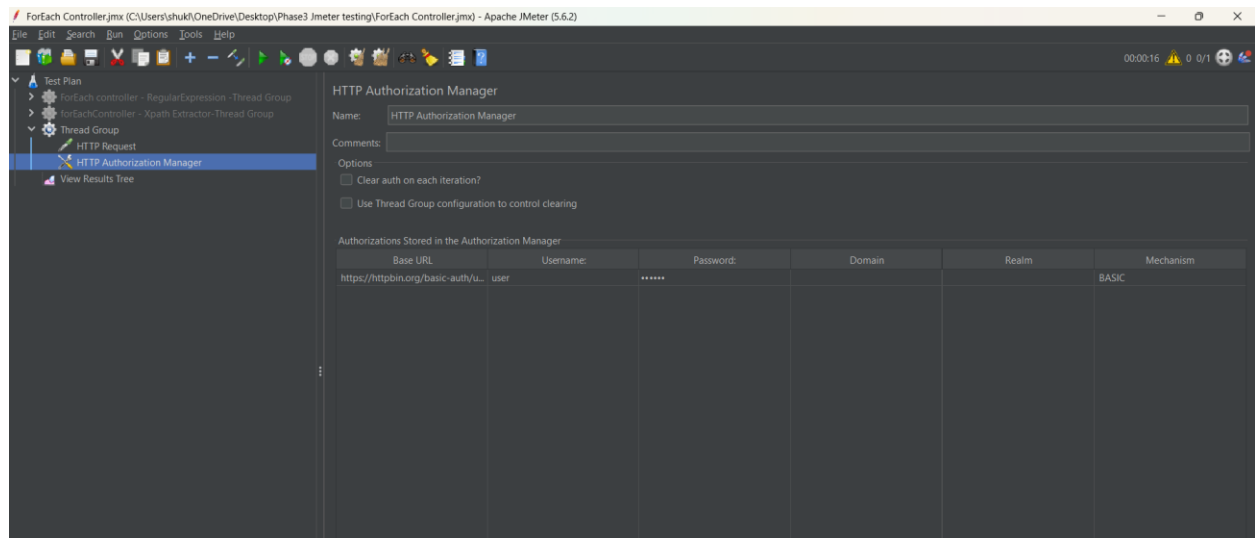 ForEach Controller.jmx (C:\Users\shukl\OneDrive\Desktop\Phase3 Jmeter testing\ForEach Controller.jmx) - Apache JMeter (5.6.2)
File Edit Search Run Options Tools Help
00:00:16 0 0/1
Test Plan
ForEach controller - RegularExpression -Thread Group
forEachController - Xpath Extractor-Thread Group
Thread Group
HTTP Request
HTTP Authorization Manager
View Results Tree
HTTP Authorization Manager
Name: HTTP Authorization Manager
Comments:
Options
Clear auth on each iteration?
Use Thread Group configuration to control clearing
Authorizations Stored in the Authorization Manager
Base URL Username: Password: Domain Realm Mechanism
https://httpbin.org/basic-auth/u... user •••••• BASIC